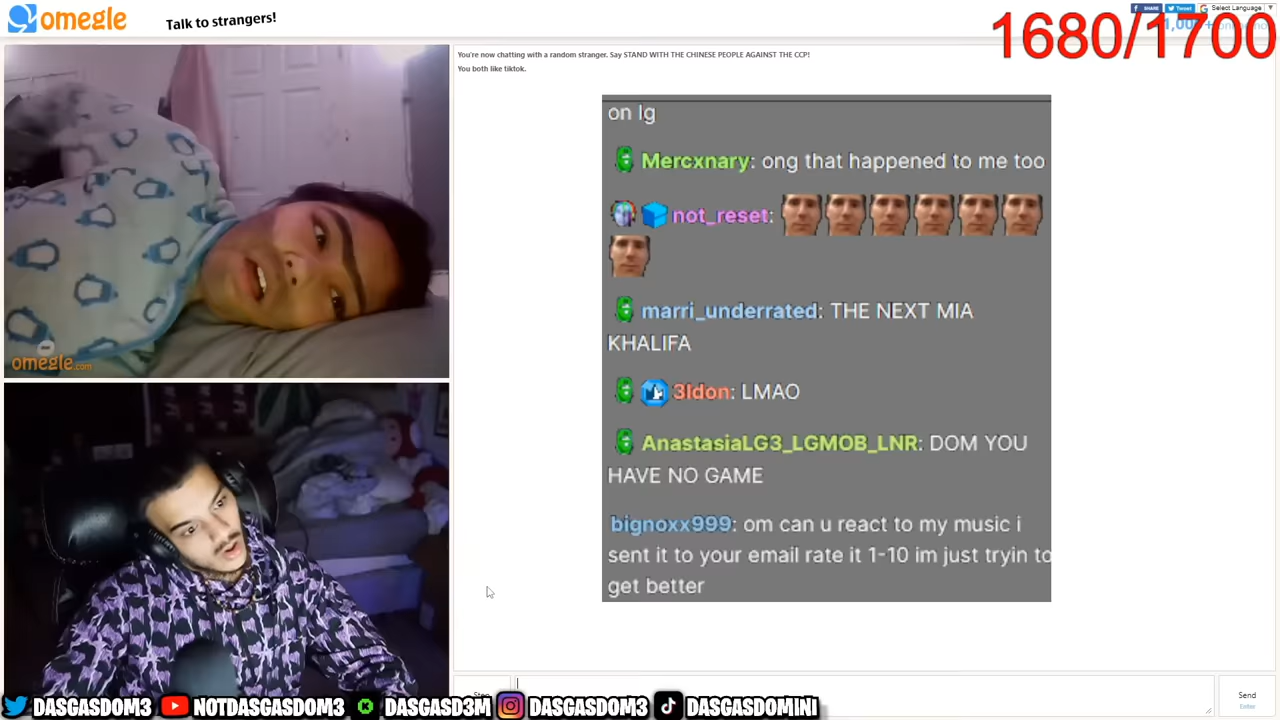 omegle
Talk to strangers!
SHARE
Tweet
Select Language
1680/1700
You're now chatting with a random stranger. Say STAND WITH THE CHINESE PEOPLE AGAINST THE CCP!
You both like tiktok.
on lg
Mercxnary: ong that happened to me too
not_reset:
marri_underrated: THE NEXT MIA
KHALIFA
3ldon: LMAO
AnastasiaLG3_LGMOB_LNR: DOM YOU
HAVE NO GAME
bignoxx999: om can u react to my music i
sent it to your email rate it 1-10 im just tryin to
get better
omegle.com
Send
Enter
DASGASDOM3
NOTDASGASDOM3
DASGASD3M
DASGASDOM3
DASGASDOMINI